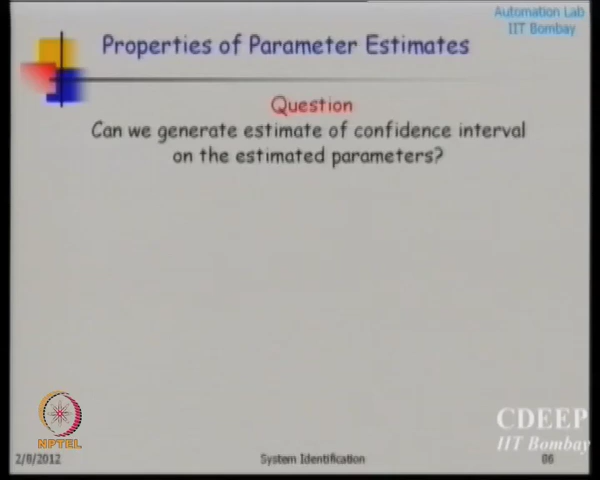 Automation Lab
IIT Bombay
Properties of Parameter Estimates
Question
Can we generate estimate of confidence interval
on the estimated parameters?
NPTEL
CDEEP
IIT Bombay
2/8/2012 System Identification 86